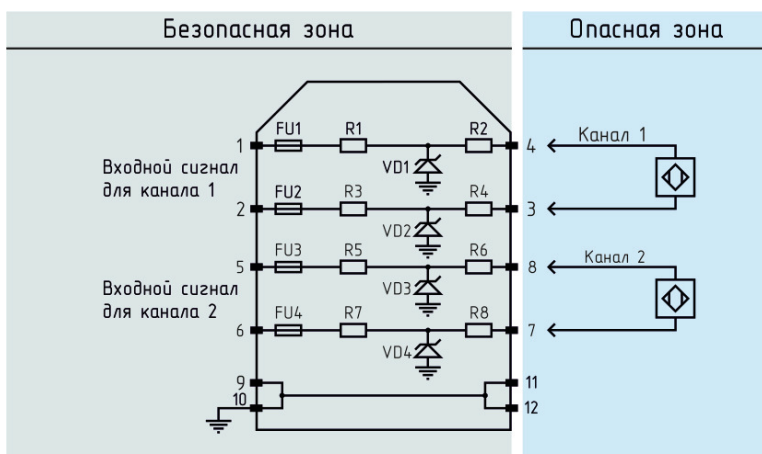 Безопасная зона
Опасная зона
FU1 R1 R2
1 4 Канал 1
VD1
Входной сигнал
для канала 1
FU2 R3 R4
2 3
VD2
FU3 R5 R6
5 8 Канал 2
VD3
Входной сигнал
для канала 2
FU4 R7 R8
6 7
VD4
9 11
10 12